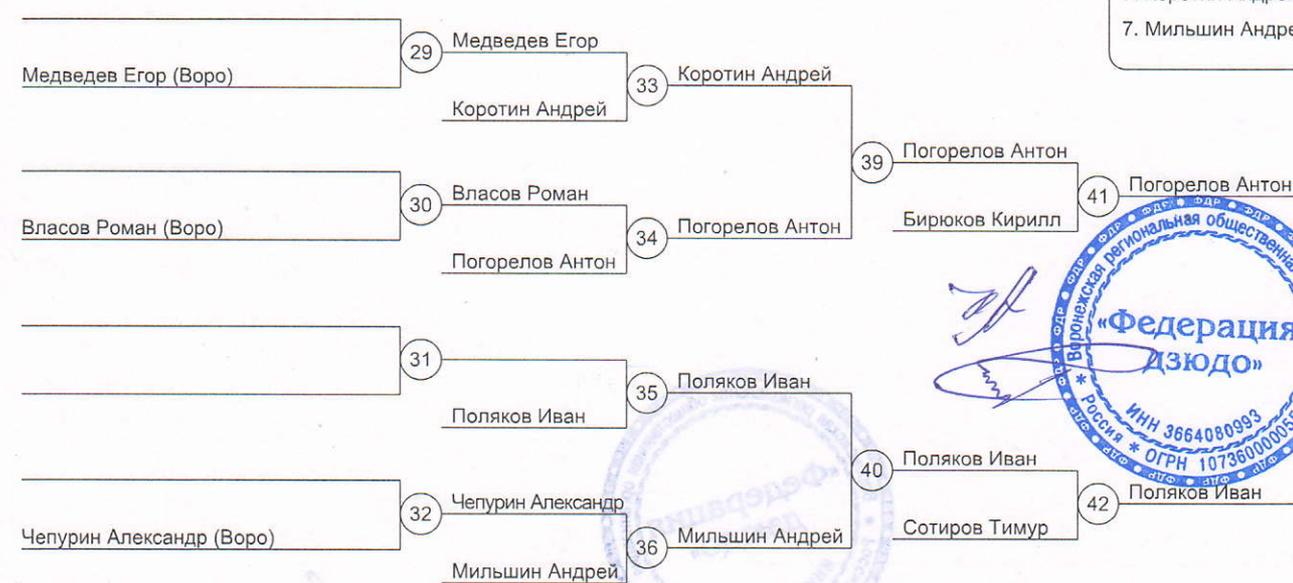 7. Мильшин Андре
29 Медведев Егор
Медведев Егор (Воро)
Коротин Андрей
33 Коротин Андрей
30 Власов Роман
Власов Роман (Воро)
Погорелов Антон
34 Погорелов Антон
39 Погорелов Антон
Бирюков Кирилл
41 Погорелов Антон
31
Поляков Иван
35 Поляков Иван
32 Чепурин Александр
Чепурин Александр (Воро)
Мильшин Андрей
36 Мильшин Андрей
40 Поляков Иван
Сотиров Тимур
42 Поляков Иван
Воронежская региональная общественная
«Федерация
дзюдо»
ИНН 3664080993
Россия * ОГРН